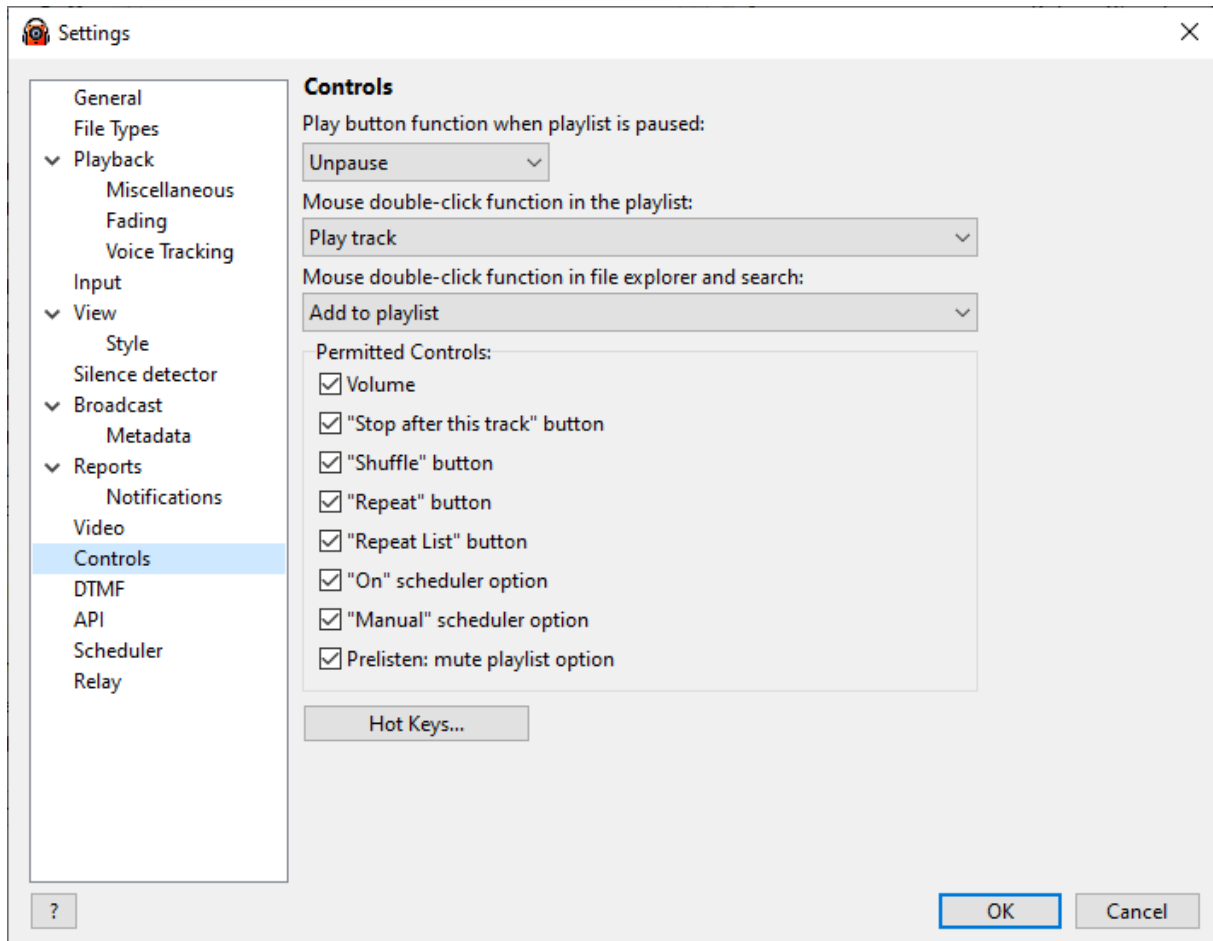 Settings
General
File Types
Playback
Miscellaneous
Fading
Voice Tracking
Input
View
Style
Silence detector
Broadcast
Metadata
Reports
Notifications
Video
Controls
DTMF
API
Scheduler
Relay
Controls
Play button function when playlist is paused:
Unpause
Mouse double-click function in the playlist:
Play track
Mouse double-click function in file explorer and search:
Add to playlist
Permitted Controls:
Volume
"Stop after this track" button
"Shuffle" button
"Repeat" button
"Repeat List" button
"On" scheduler option
"Manual" scheduler option
Prelisten: mute playlist option
Hot Keys...
?
OK
Cancel